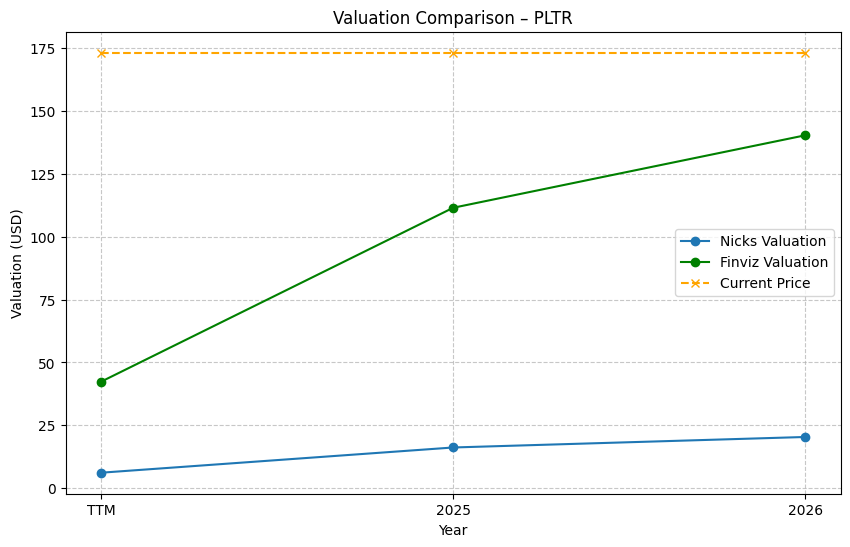 Valuation Comparison – PLTR
Valuation (USD)
175
150
125
100
75
50
25
0
Nicks Valuation
Finviz Valuation
Current Price
TTM
2025
2026
Year